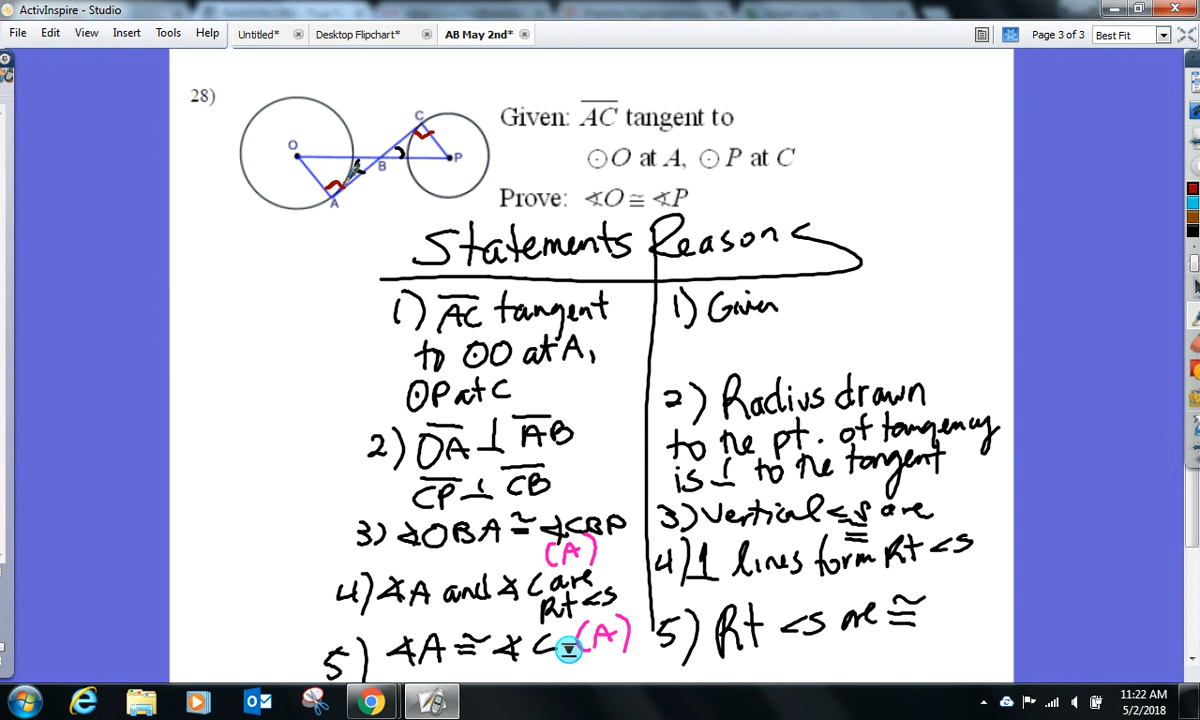 ActivInspire - Studio
File Edit View Insert Tools Help
Untitled* Desktop Flipchart* AB May 2nd*
Page 3 of 3 Best Fit
28)
Given: AC tangent to
⊙O at A, ⊙P at C
Prove: ∢O ≅ ∢P
O
A
B
C
P
Statements Reasons
1) AC tangent
to ⊙O at A,
⊙P at C
1) Given
2) OA ⊥ AB
CP ⊥ CB
2) Radius drawn
to the pt. of tangency
is ⊥ to the tangent
3) ∢OBA ≅ ∢CBP
(A)
3) Vertical <s are
≅
4) ∢A and ∢C are
Rt <s
4) ⊥ lines form Rt <s
5) ∢A ≅ ∢C (A)
5) Rt <s are ≅
11:22 AM
5/2/2018